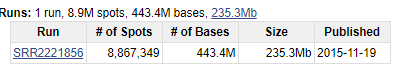 Runs: 1 run, 8.9M spots, 443.4M bases, 235.3Mb
Run # of Spots # of Bases Size Published
SRR2221856 8,867,349 443.4M 235.3Mb 2015-11-19